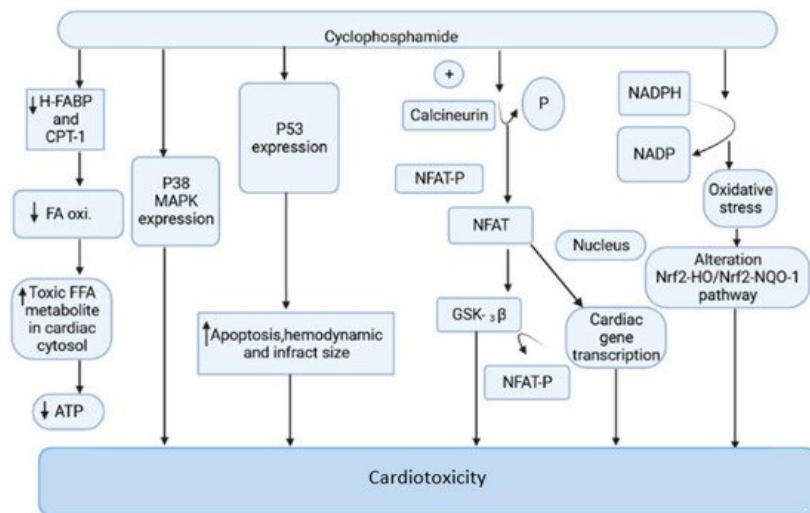 Cyclophosphamide
↓ H-FABP
and
CPT-1
↓ FA oxi.
↑ Toxic FFA
metabolite
in cardiac
cytosol
↓ ATP
P38
MAPK
expression
P53
expression
↑ Apoptosis,hemodynamic
and infract size
+
Calcineurin
P
NFAT-P
NFAT
Nucleus
GSK-₃β
NFAT-P
Cardiac
gene
transcription
NADPH
NADP
Oxidative
stress
Alteration
Nrf2-HO/Nrf2-NQO-1
pathway
Cardiotoxicity